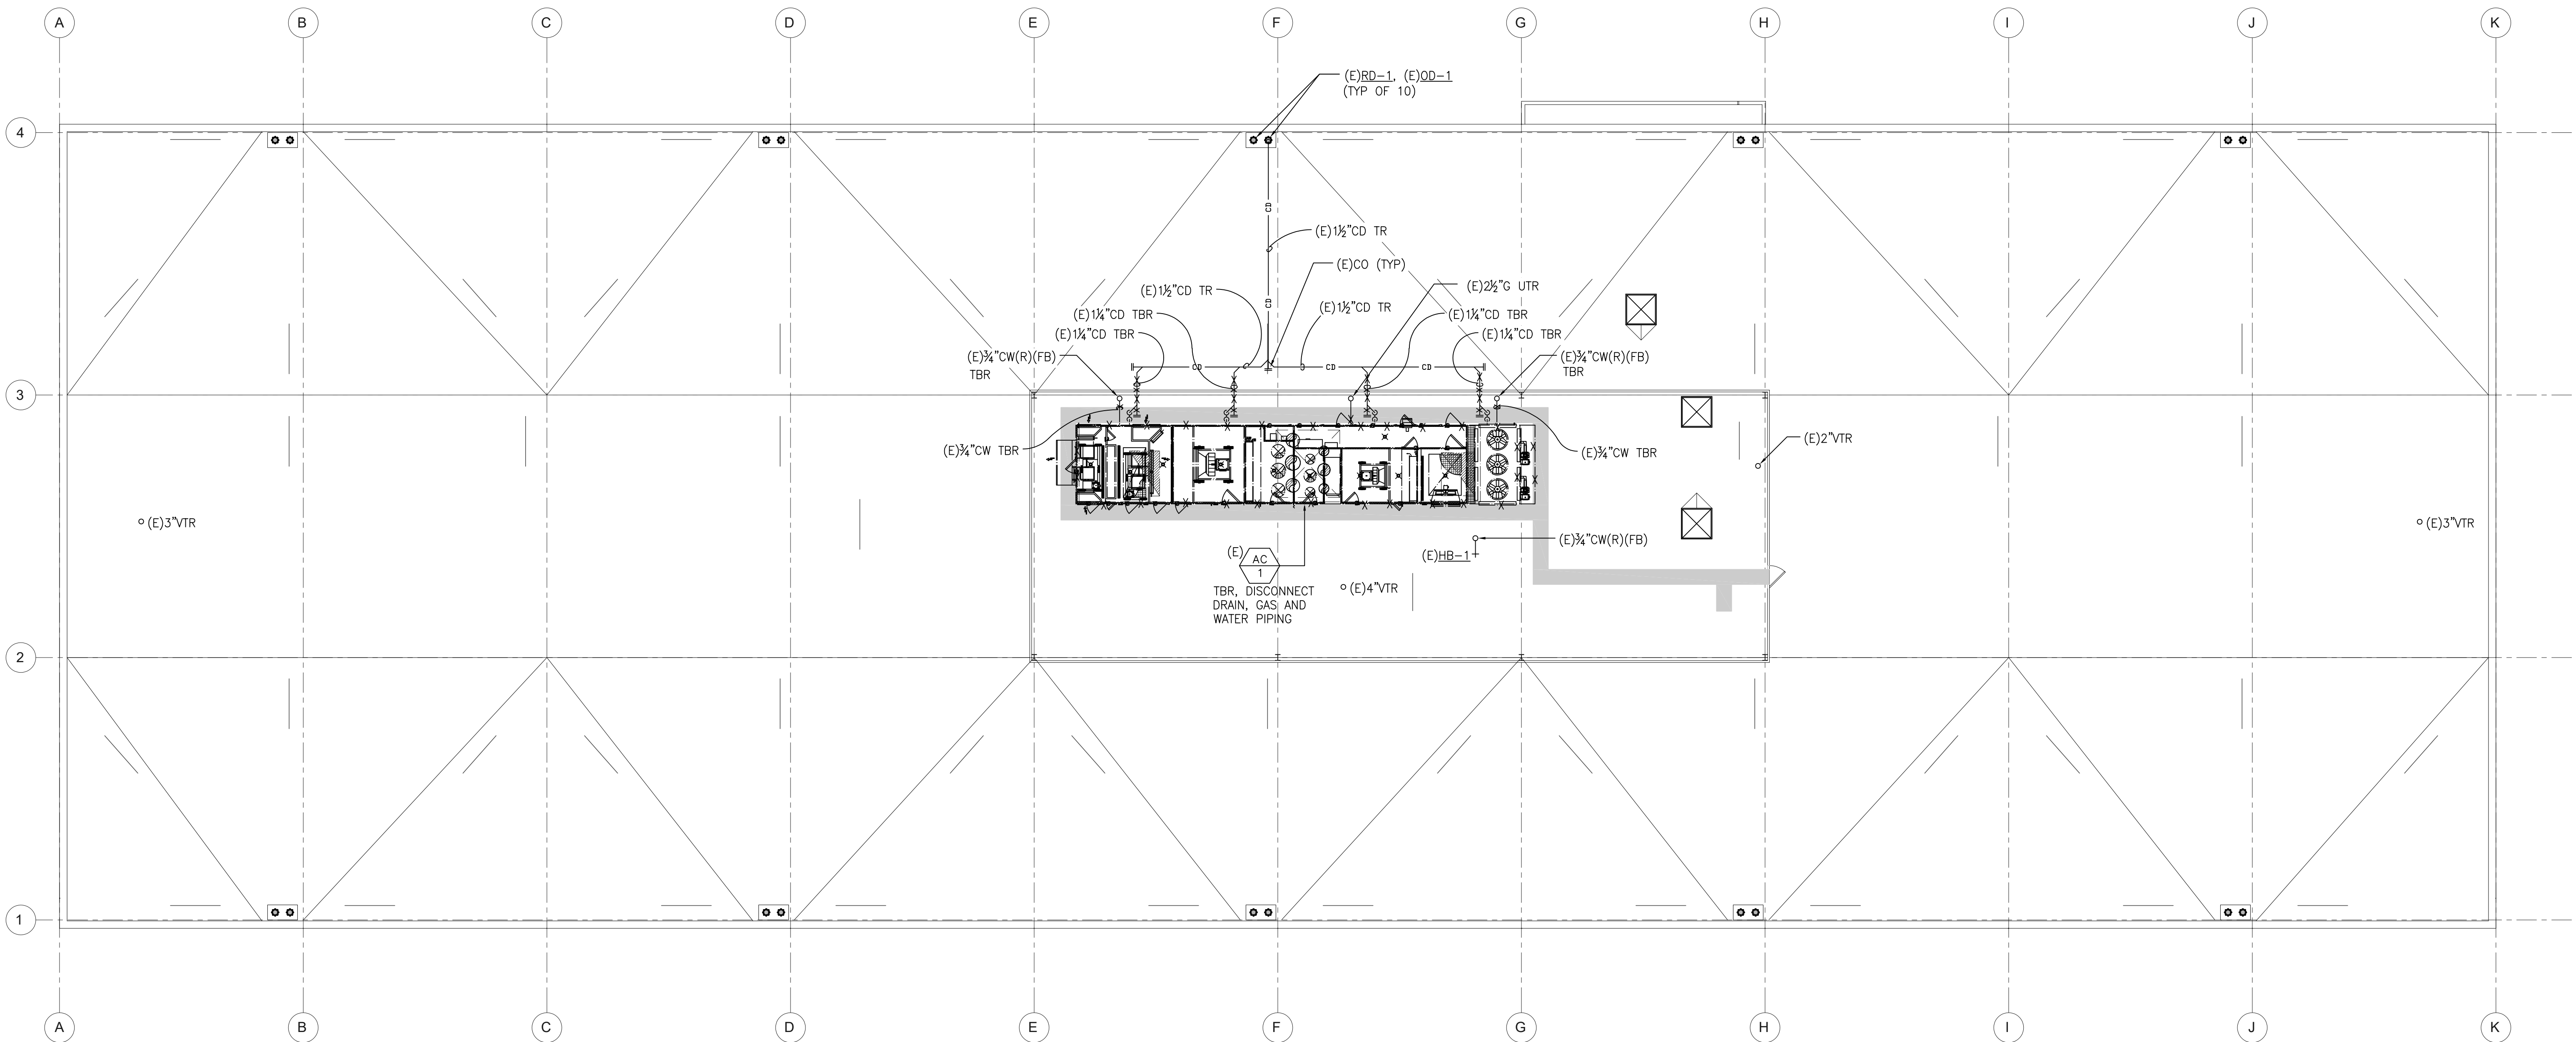 A B C D E F G H I J K
(E)RD-1, (E)OD-1
(TYP OF 10)
4
CD
(E)1½"CD TR
(E)CO (TYP)
(E)2½"G UTR
(E)1½"CD TR
CD
(E)1½"CD TR
(E)1¼"CD TBR
(E)1¼"CD TBR
(E)1¼"CD TBR
(E)1¼"CD TBR
(E)¾"CW(R)(FB)
TBR
(E)¾"CW(R)(FB)
TBR
CD CD CD CD
3
(E)2"VTR
(E)¾"CW TBR
(E)¾"CW TBR
(E)3"VTR
(E)3"VTR
(E)¾"CW(R)(FB)
(E)HB-1
(E)
AC
1
TBR, DISCONNECT
DRAIN, GAS AND
WATER PIPING
(E)4"VTR
2
1
A B C D E F G H I J K